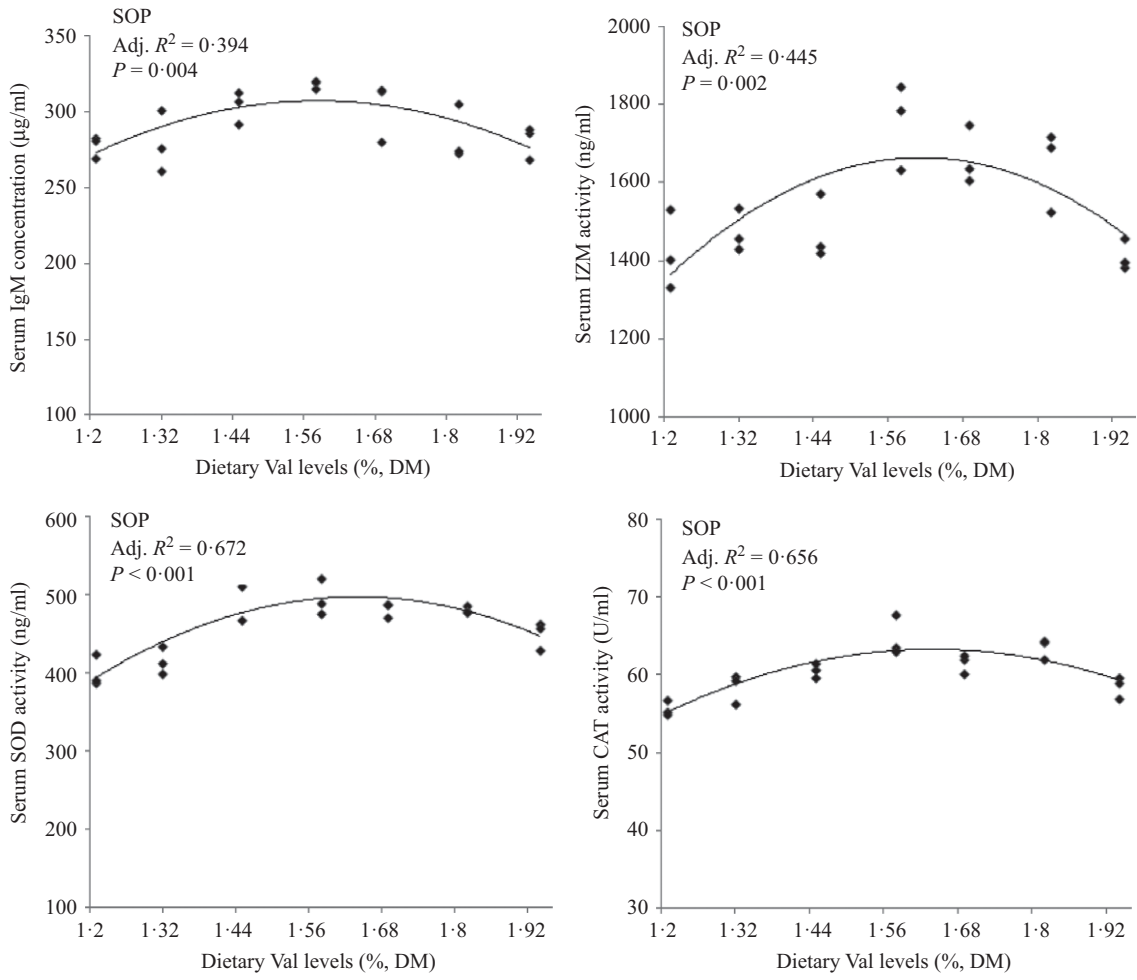 SOP
Adj. R² = 0·394
P = 0·004
350
300
250
200
150
100
1·2 1·32 1·44 1·56 1·68 1·8 1·92
Serum IgM concentration (μg/ml)
Dietary Val levels (%, DM)
SOP
Adj. R² = 0·445
P = 0·002
2000
1800
1600
1400
1200
1000
1·2 1·32 1·44 1·56 1·68 1·8 1·92
Serum IZM activity (ng/ml)
Dietary Val levels (%, DM)
SOP
Adj. R² = 0·672
P < 0·001
600
500
400
300
200
100
1·2 1·32 1·44 1·56 1·68 1·8 1·92
Serum SOD activity (ng/ml)
Dietary Val levels (%, DM)
SOP
Adj. R² = 0·656
P < 0·001
80
70
60
50
40
30
1·2 1·32 1·44 1·56 1·68 1·8 1·92
Serum CAT activity (U/ml)
Dietary Val levels (%, DM)